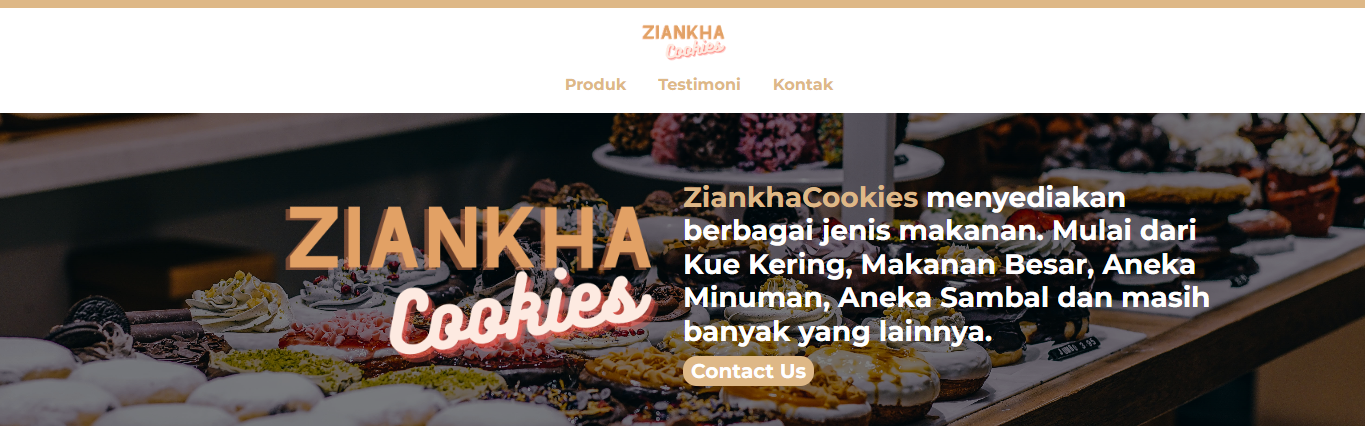 ZIANKHA
Cookies
Produk Testimoni Kontak
ZIANKHA
Cookies
ZiankhaCookies menyediakan
berbagai jenis makanan. Mulai dari
Kue Kering, Makanan Besar, Aneka
Minuman, Aneka Sambal dan masih
banyak yang lainnya.
Contact Us